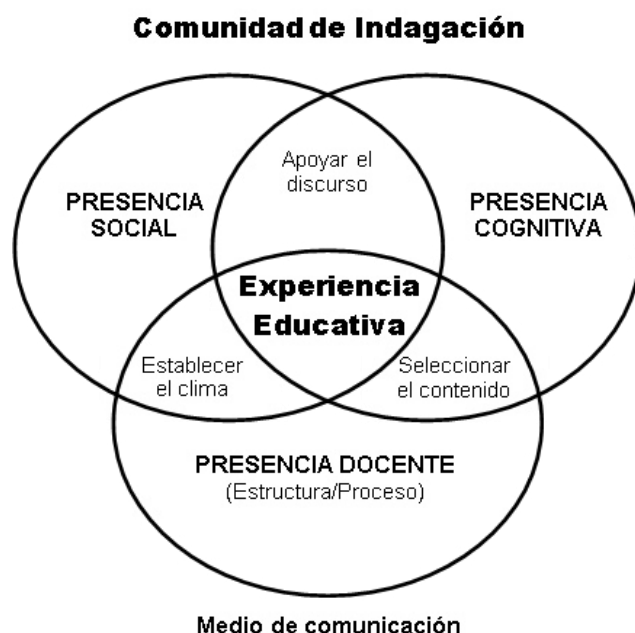 Comunidad de Indagación
Apoyar el
discurso
PRESENCIA
SOCIAL
PRESENCIA
COGNITIVA
Experiencia
Educativa
Establecer
el clima
Seleccionar
el contenido
PRESENCIA DOCENTE
(Estructura/Proceso)
Medio de comunicación